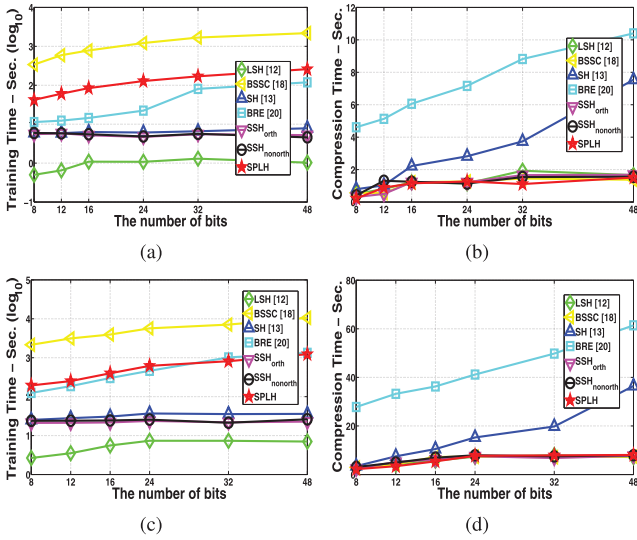 Training Time – Sec. (log10)
4
3
2
1
0
−1
8 12 16 24 32 48
The number of bits
LSH [12]
BSSC [18]
SH [13]
BRE [20]
SSHorth
SSHnonorth
SPLH
(a)
Compression Time – Sec.
12
10
8
6
4
2
0
8 12 16 24 32 48
The number of bits
LSH [12]
BSSC [18]
SH [13]
BRE [20]
SSHorth
SSHnonorth
SPLH
(b)
Training Time – Sec. (log10)
5
4
3
2
1
0
8 12 16 24 32 48
The number of bits
LSH [12]
BSSC [18]
SH [13]
BRE [20]
SSHorth
SSHnonorth
SPLH
(c)
Compression Time – Sec.
80
60
40
20
0
8 12 16 24 32 48
The number of bits
LSH [12]
BSSC [18]
SH [13]
BRE [20]
SSHorth
SSHnonorth
SPLH
(d)